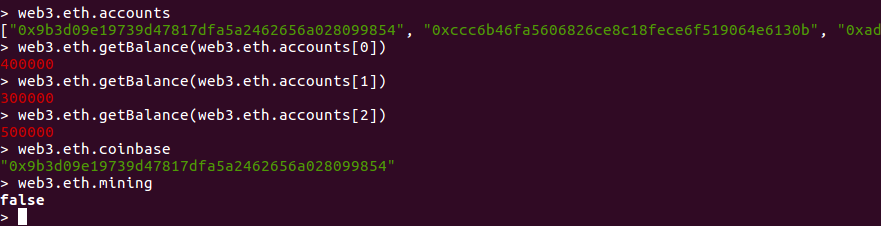 > web3.eth.accounts
["0x9b3d09e19739d47817dfa5a2462656a028099854", "0xccc6b46fa5606826ce8c18fece6f519064e6130b", "0xad
> web3.eth.getBalance(web3.eth.accounts[0])
400000
> web3.eth.getBalance(web3.eth.accounts[1])
300000
> web3.eth.getBalance(web3.eth.accounts[2])
500000
> web3.eth.coinbase
"0x9b3d09e19739d47817dfa5a2462656a028099854"
> web3.eth.mining
false
>